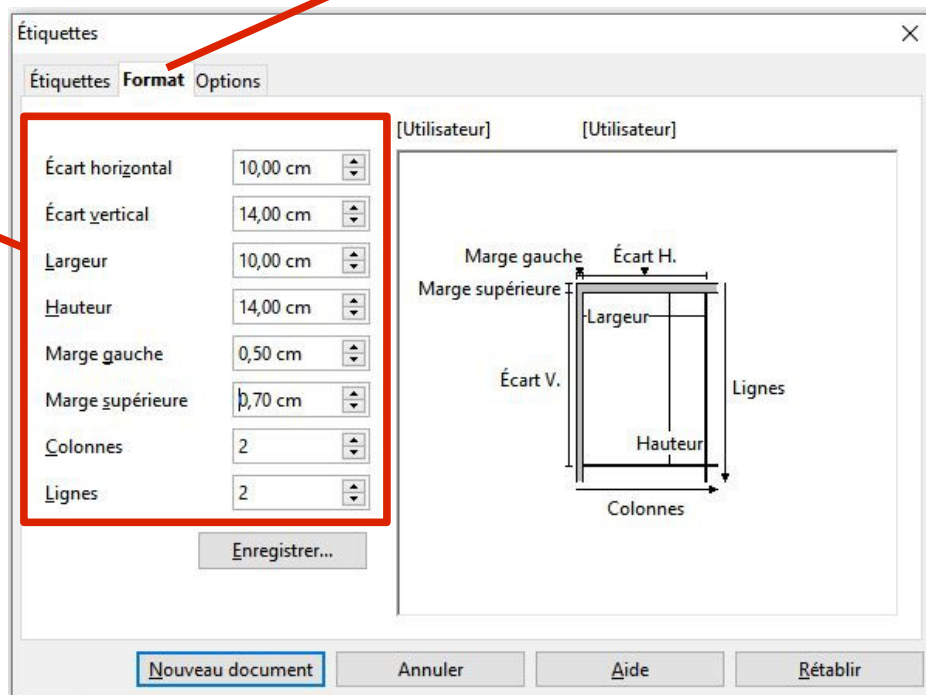 Étiquettes
Étiquettes Format Options
[Utilisateur] [Utilisateur]
Écart horizontal 10,00 cm
Écart vertical 14,00 cm
Largeur 10,00 cm
Hauteur 14,00 cm
Marge gauche 0,50 cm
Marge supérieure 0,70 cm
Colonnes 2
Lignes 2
Enregistrer...
Marge gauche Écart H.
Marge supérieure
Largeur
Écart V.
Lignes
Hauteur
Colonnes
Nouveau document Annuler Aide Rétablir